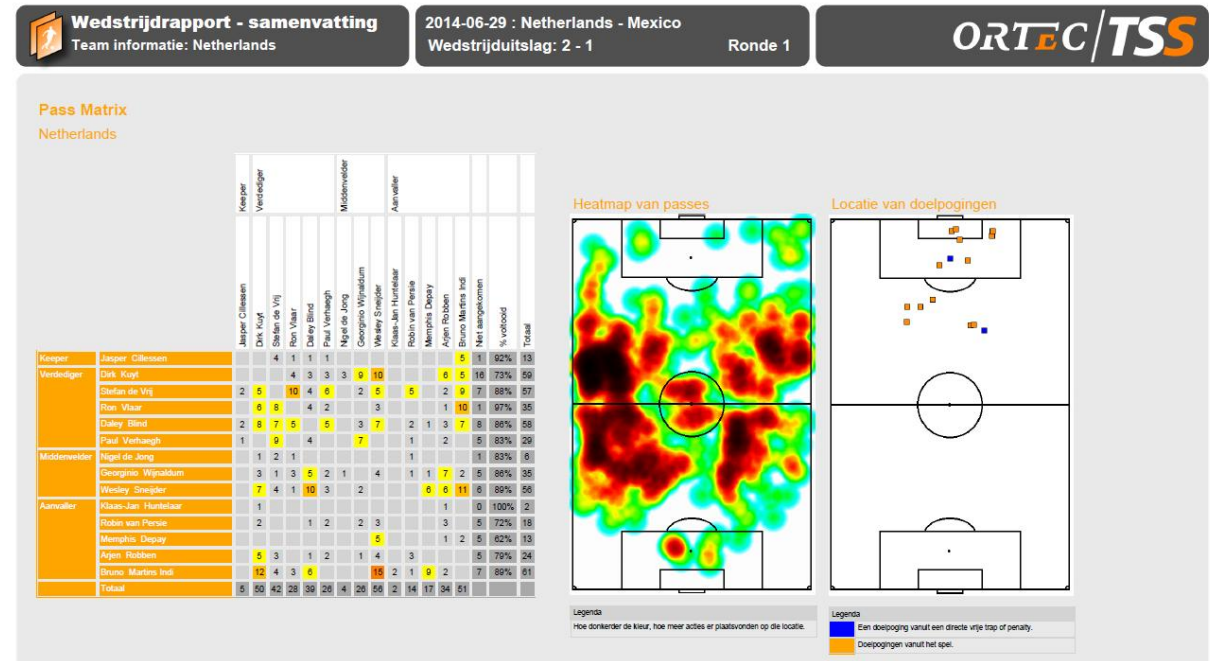 Wedstrijdrapport - samenvatting
Team informatie: Netherlands
2014-06-29 : Netherlands - Mexico
Wedstrijduitslag: 2 - 1 Ronde 1
ORTEC TSS
Pass Matrix
Netherlands
Keeper Verdediger Middenvelder Aanvaller
Jasper Cillessen Dirk Kuyt Stefan de Vrij Ron Vlaar Daley Blind Paul Verhaegh Nigel de Jong Georginio Wijnaldum Wesley Sneijder Klaas-Jan Huntelaar Robin van Persie Memphis Depay Arjen Robben Bruno Martins Indi Niet aangekomen % voltooid Totaal
Keeper Jasper Cillessen 4 1 1 1 5 1 92% 13
Verdediger Dirk Kuyt 4 3 3 3 9 10 6 5 16 73% 59
Stefan de Vrij 2 5 10 4 6 2 5 5 2 9 7 88% 57
Ron Vlaar 6 8 4 2 3 1 10 1 97% 35
Daley Blind 2 8 7 5 5 3 7 2 1 3 7 8 86% 58
Paul Verhaegh 1 9 4 7 1 2 5 83% 29
Middenvelder Nigel de Jong 1 2 1 1 1 83% 6
Georginio Wijnaldum 3 1 3 5 2 1 4 1 1 7 2 5 86% 35
Wesley Sneijder 7 4 1 10 3 2 6 6 11 6 89% 56
Aanvaller Klaas-Jan Huntelaar 1 1 0 100% 2
Robin van Persie 2 1 2 2 3 3 5 72% 18
Memphis Depay 5 1 2 5 62% 13
Arjen Robben 5 3 1 2 1 4 3 5 79% 24
Bruno Martins Indi 12 4 3 6 15 2 1 9 2 7 89% 61
Totaal 5 50 42 28 39 26 4 26 56 2 14 17 34 51
Heatmap van passes
Legenda
Hoe donkerder de kleur, hoe meer acties er plaatsvonden op die locatie.
Locatie van doelpogingen
Legenda
Een doelpoging vanuit een directe vrije trap of penalty.
Doelpogingen vanuit het spel.